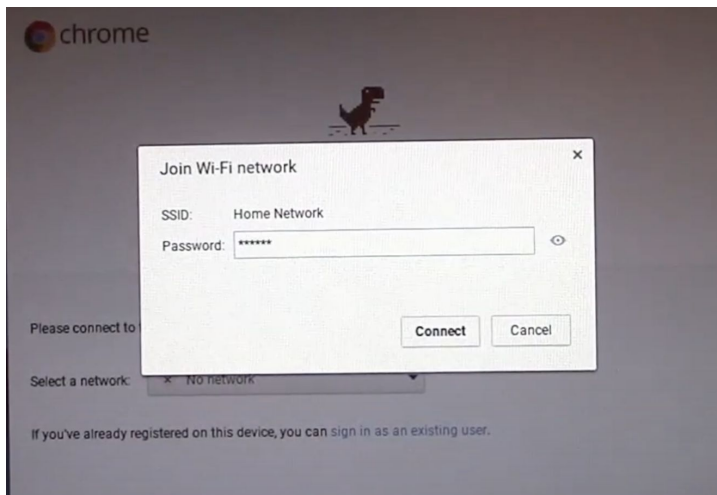 chrome
Join Wi-Fi network
SSID: Home Network
Password: ******
Connect Cancel
Please connect to
Select a network: No network
If you've already registered on this device, you can sign in as an existing user.